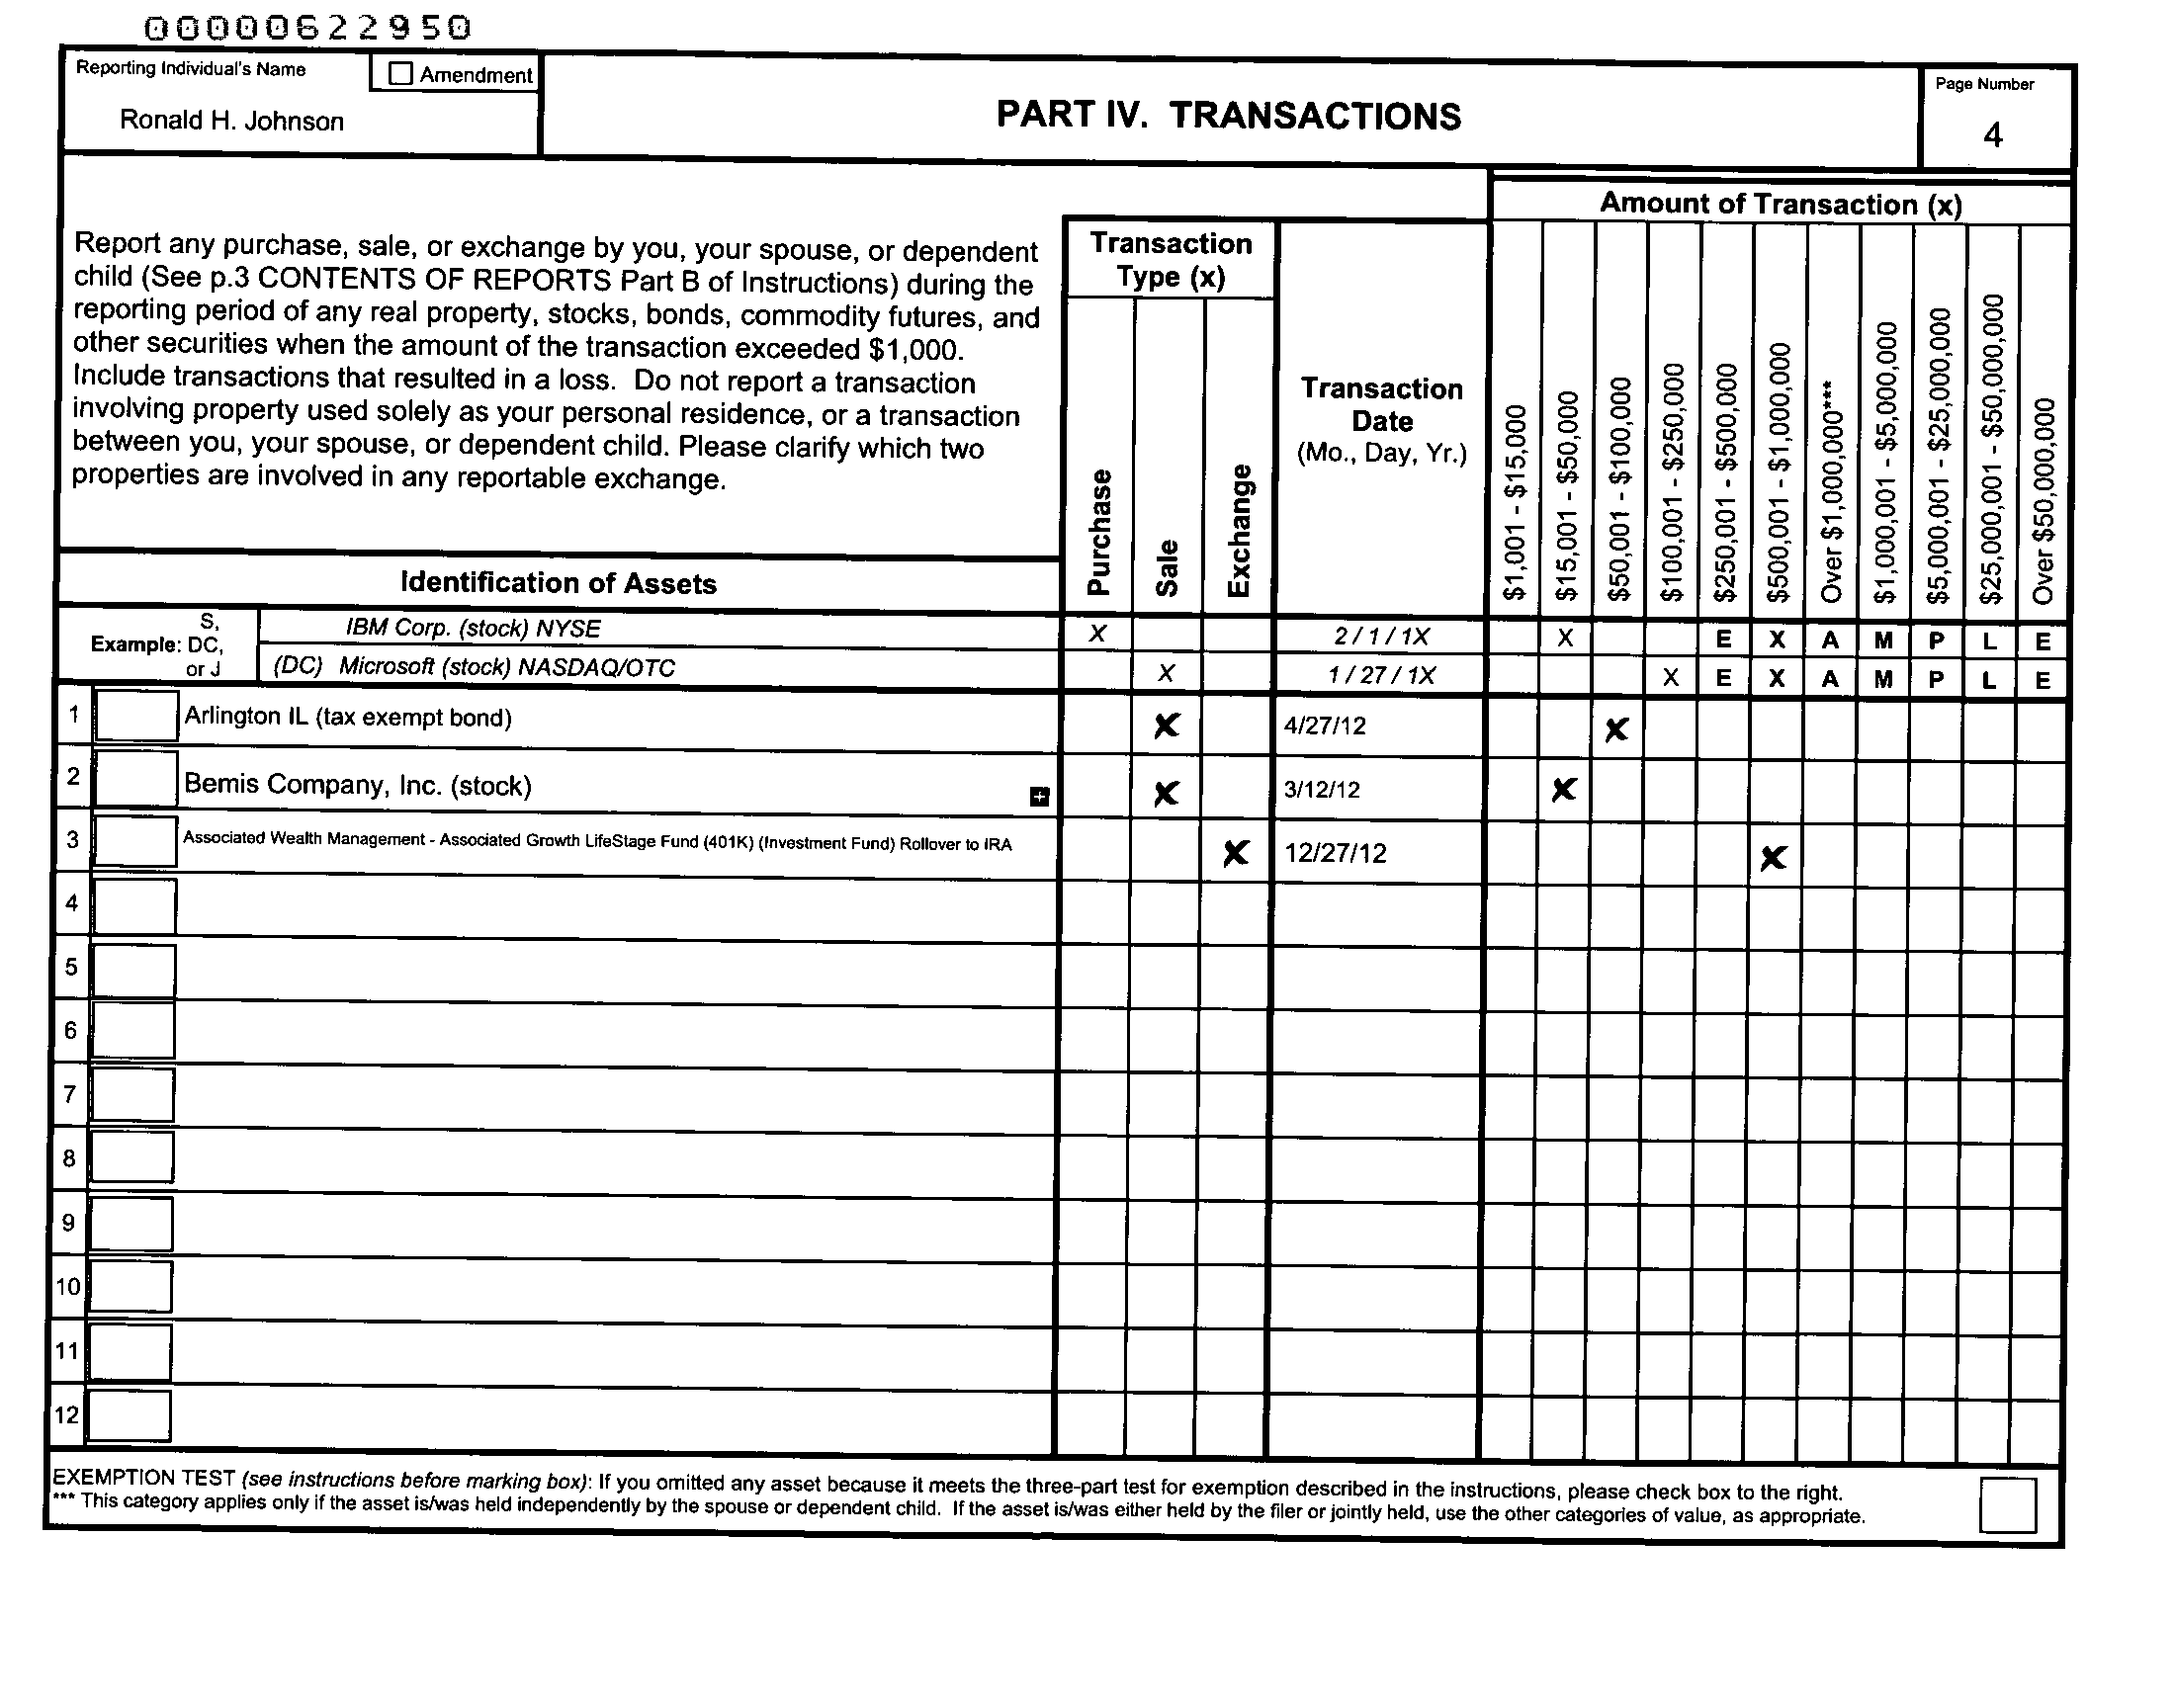 00000622950
Reporting Individual's Name
Amendment
Ronald H. Johnson
PART IV. TRANSACTIONS
Page Number
4
Report any purchase, sale, or exchange by you, your spouse, or dependent
child (See p.3 CONTENTS OF REPORTS Part B of Instructions) during the
reporting period of any real property, stocks, bonds, commodity futures, and
other securities when the amount of the transaction exceeded $1,000.
Include transactions that resulted in a loss. Do not report a transaction
involving property used solely as your personal residence, or a transaction
between you, your spouse, or dependent child. Please clarify which two
properties are involved in any reportable exchange.
Identification of Assets
Transaction
Type (x)
Purchase
Sale
Exchange
Transaction
Date
(Mo., Day, Yr.)
Amount of Transaction (x)
$1,001 - $15,000
$15,001 - $50,000
$50,001 - $100,000
$100,001 - $250,000
$250,001 - $500,000
$500,001 - $1,000,000
Over $1,000,000***
$1,000,001 - $5,000,000
$5,000,001 - $25,000,000
$25,000,001 - $50,000,000
Over $50,000,000
Example: S, DC, or J
IBM Corp. (stock) NYSE X 2 / 1 / 1X X E X A M P L E
(DC) Microsoft (stock) NASDAQ/OTC X 1 / 27 / 1X X E X A M P L E
1 Arlington IL (tax exempt bond) X 4/27/12 X
2 Bemis Company, Inc. (stock) + X 3/12/12 X
3 Associated Wealth Management - Associated Growth LifeStage Fund (401K) (Investment Fund) Rollover to IRA X 12/27/12 X
4
5
6
7
8
9
10
11
12
EXEMPTION TEST (see instructions before marking box): If you omitted any asset because it meets the three-part test for exemption described in the instructions, please check box to the right.
*** This category applies only if the asset is/was held independently by the spouse or dependent child. If the asset is/was either held by the filer or jointly held, use the other categories of value, as appropriate.